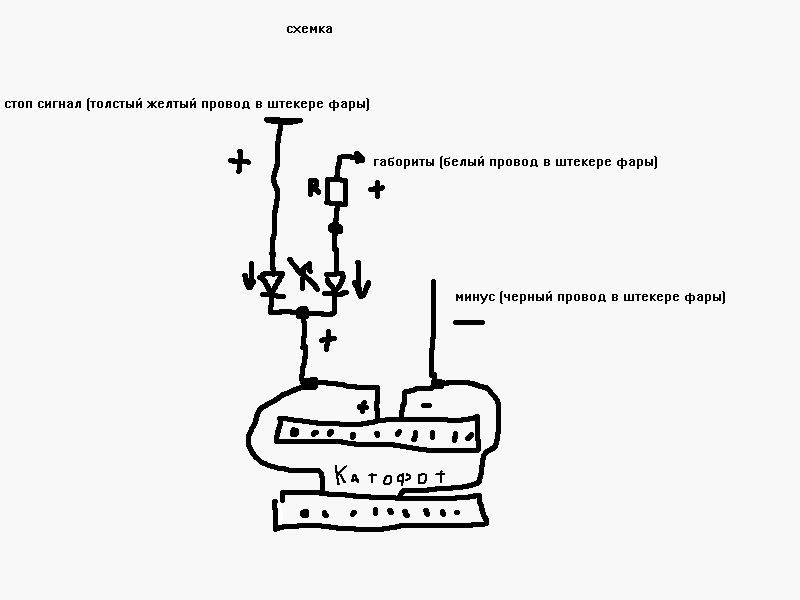 схемка
стоп сигнал (толстый желтый провод в штекере фары)
+
габориты (белый провод в штекере фары)
R
+
минус (черный провод в штекере фары)
—
+
+ -
Катофот